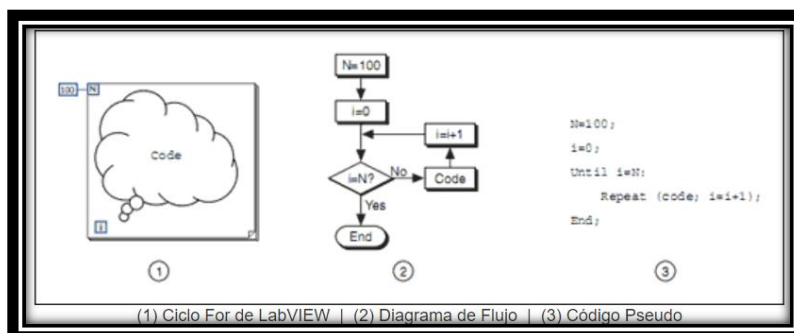 100
N
Code
i
1
N=100
i=0
i=i+1
i=N?
No
Code
Yes
End
2
N=100;
i=0;
Until i=N:
Repeat (code; i=i+1);
End;
3
(1) Ciclo For de LabVIEW | (2) Diagrama de Flujo | (3) Código Pseudo